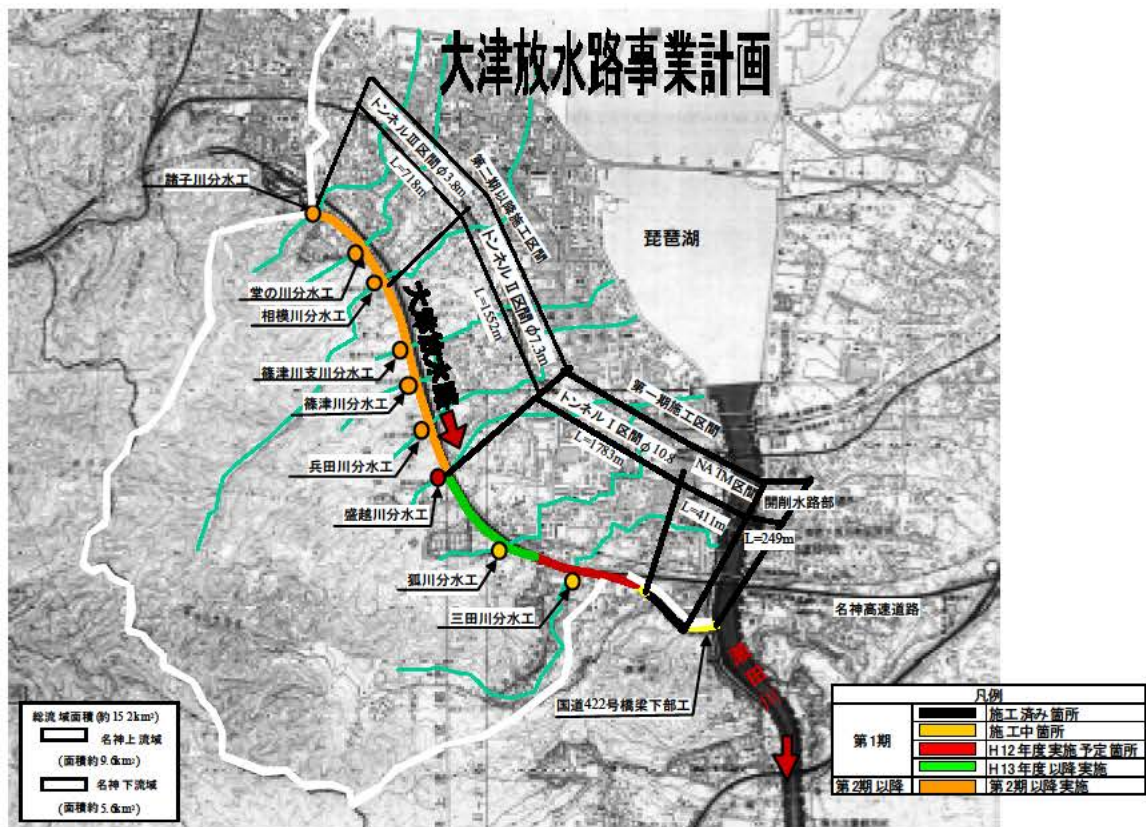 大津放水路事業計画
トンネルⅢ区間φ3.8m
L=718m
第二期以降施工区間
トンネルⅡ区間φ7.3m
L=1552m
琵琶湖
諸子川分水工
堂の川分水工
相模川分水工
大津放水路
篠津川支川分水工
篠津川分水工
兵田川分水工
盛越川分水工
第一期施工区間
トンネルⅠ区間φ10.8
L=1783m
NATM区間
L=411m
開削水路部
L=249m
狐川分水工
三田川分水工
名神高速道路
国道422号橋梁下部工
瀬田川
総流域面積(約15.2km²)
名神上流域
(面積約9.6km²)
名神下流域
(面積約5.6km²)
凡例
第1期
施工済み箇所
施工中箇所
H12年度実施予定箇所
H13年度以降実施
第2期以降
第2期以降実施